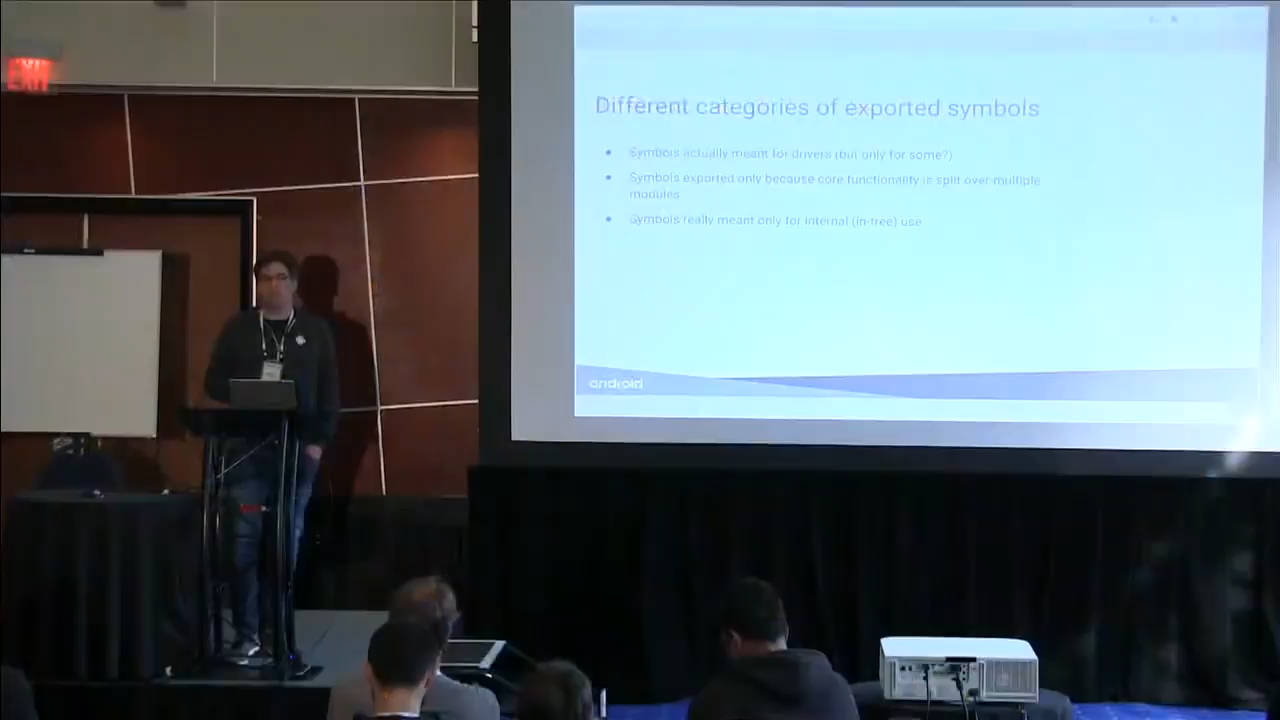 EXIT
Different categories of exported symbols
Symbols actually meant for drivers (but only for some?)
Symbols exported only because core functionality is split over multiple
modules
Symbols really meant only for internal (in-tree) use
android